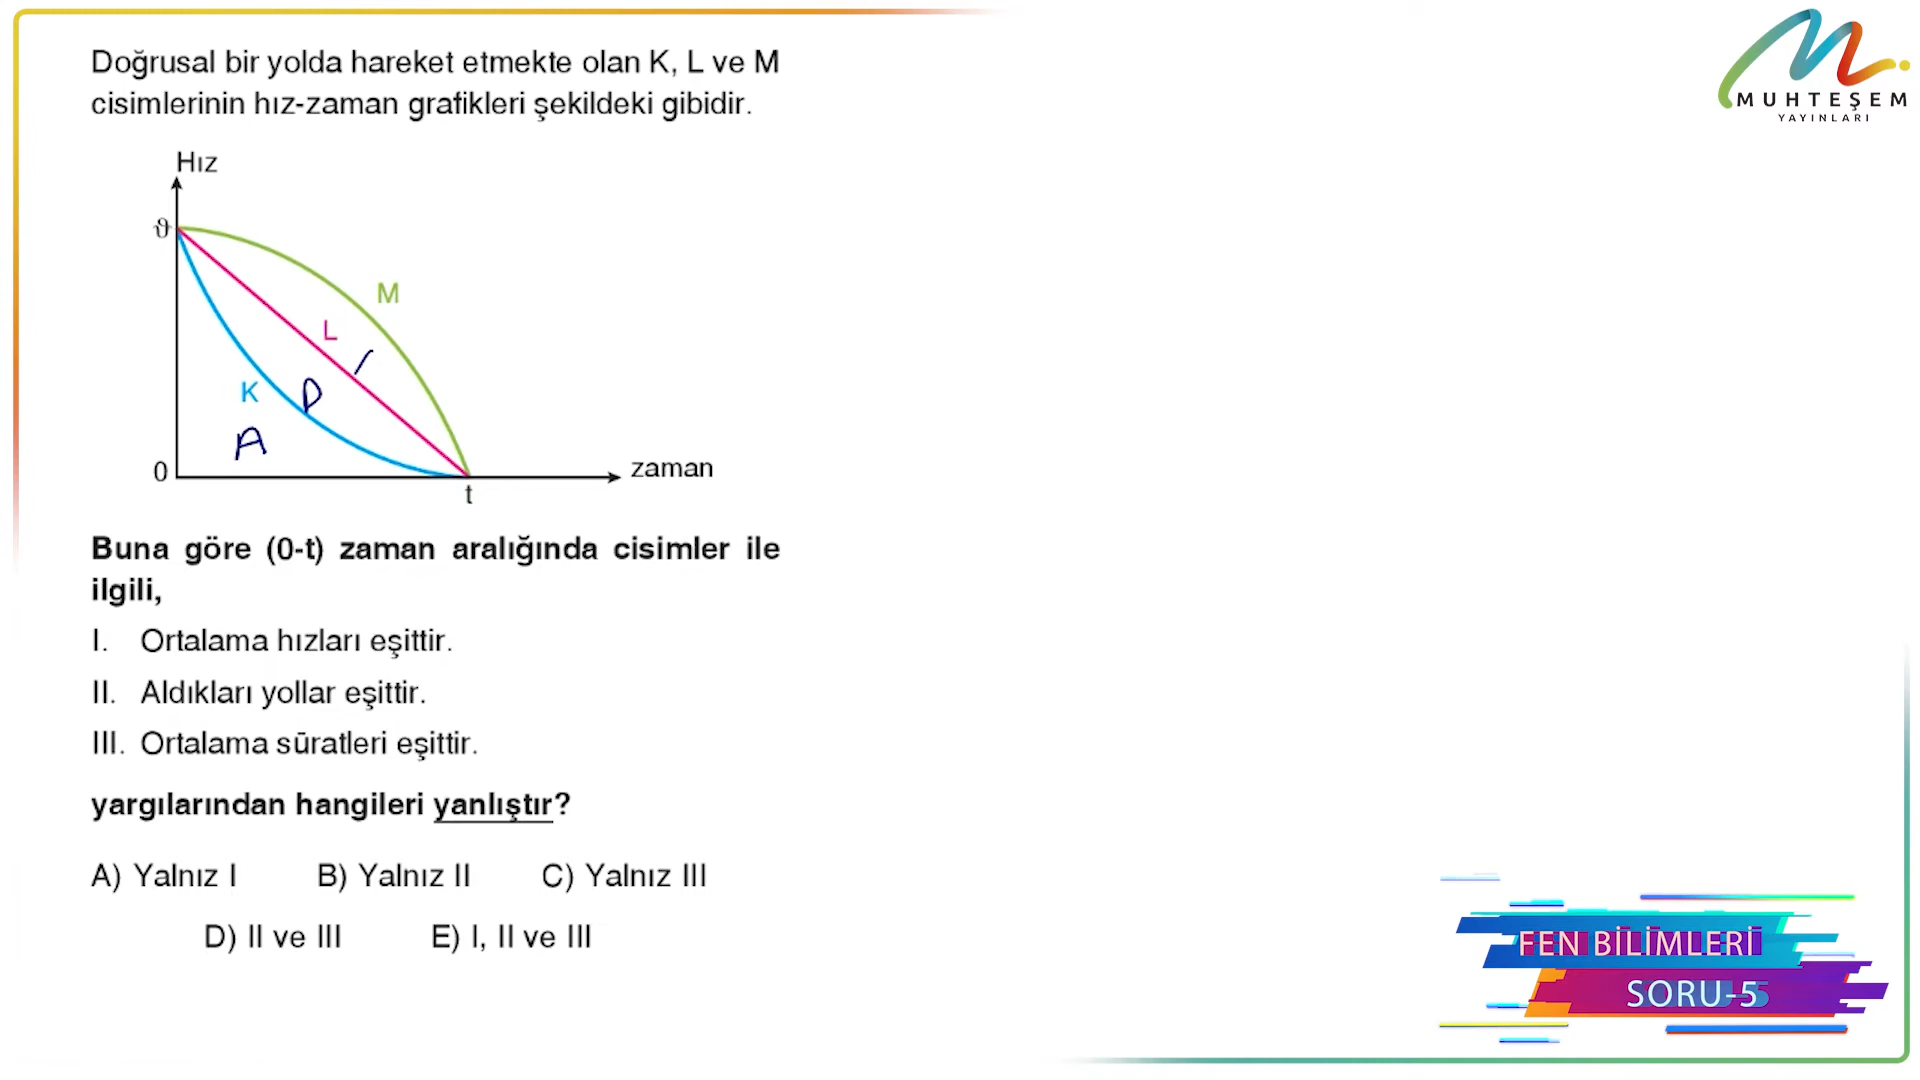 Doğrusal bir yolda hareket etmekte olan K, L ve M
cisimlerinin hız-zaman grafikleri şekildeki gibidir.
Hız
ϑ
M
L
K
A
0
t
zaman
Buna göre (0-t) zaman aralığında cisimler ile
ilgili,
I. Ortalama hızları eşittir.
II. Aldıkları yollar eşittir.
III. Ortalama süratleri eşittir.
yargılarından hangileri yanlıştır?
A) Yalnız I B) Yalnız II C) Yalnız III
D) II ve III E) I, II ve III
MUHTEŞEM
YAYINLARI
FEN BİLİMLERİ
SORU-5